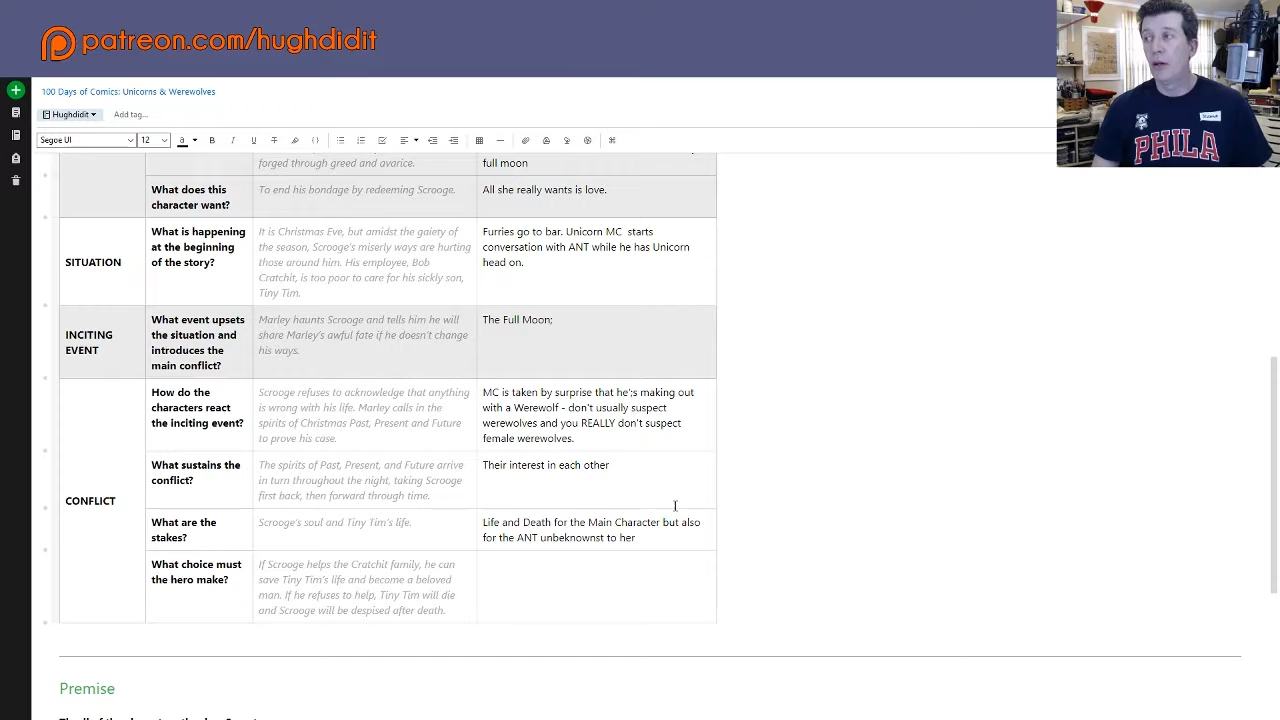 patreon.com/hughdidit
100 Days of Comics: Unicorns & Werewolves
Hughdidit
Add tag...
Segoe UI
12
a
B
I
U
forged through greed and avarice.
full moon
What does this
character want?
To end his bondage by redeeming Scrooge.
All she really wants is love.
SITUATION
What is happening
at the beginning
of the story?
It is Christmas Eve, but amidst the gaiety of
the season, Scrooge's miserly ways are hurting
those around him. His employee, Bob
Cratchit, is too poor to care for his sickly son,
Tiny Tim.
Furries go to bar. Unicorn MC starts
conversation with ANT while he has Unicorn
head on.
INCITING
EVENT
What event upsets
the situation and
introduces the
main conflict?
Marley haunts Scrooge and tells him he will
share Marley's awful fate if he doesn't change
his ways.
The Full Moon;
CONFLICT
How do the
characters react
the inciting event?
Scrooge refuses to acknowledge that anything
is wrong with his life. Marley calls in the
spirits of Christmas Past, Present and Future
to prove his case.
MC is taken by surprise that he';s making out
with a Werewolf - don't usually suspect
werewolves and you REALLY don't suspect
female werewolves.
What sustains the
conflict?
The spirits of Past, Present, and Future arrive
in turn throughout the night, taking Scrooge
first back, then forward through time.
Their interest in each other
What are the
stakes?
Scrooge's soul and Tiny Tim's life.
Life and Death for the Main Character but also
for the ANT unbeknownst to her
What choice must
the hero make?
If Scrooge helps the Cratchit family, he can
save Tiny Tim's life and become a beloved
man. If he refuses to help, Tiny Tim will die
and Scrooge will be despised after death.
Premise
PHILA